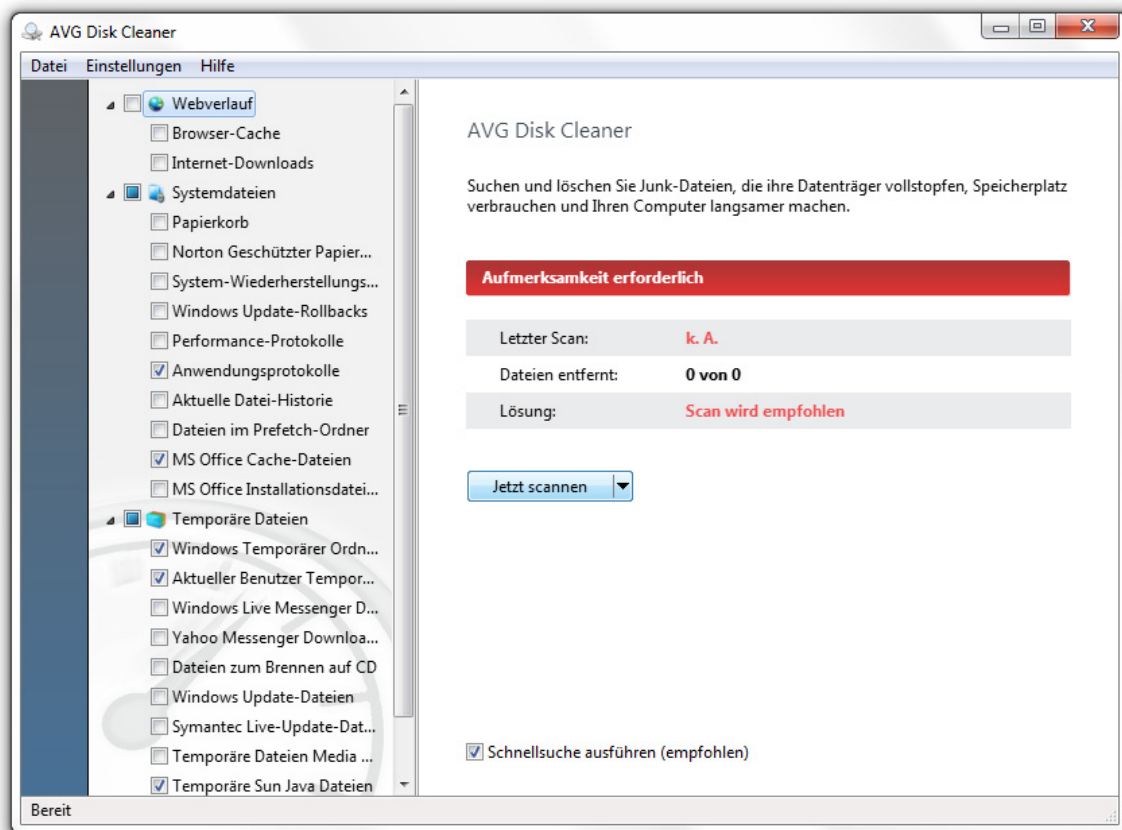 AVG Disk Cleaner
Datei Einstellungen Hilfe
Webverlauf
Browser-Cache
Internet-Downloads
Systemdateien
Papierkorb
Norton Geschützter Papier...
System-Wiederherstellungs...
Windows Update-Rollbacks
Performance-Protokolle
Anwendungsprotokolle
Aktuelle Datei-Historie
Dateien im Prefetch-Ordner
MS Office Cache-Dateien
MS Office Installationsdatei...
Temporäre Dateien
Windows Temporärer Ordn...
Aktueller Benutzer Tempor...
Windows Live Messenger D...
Yahoo Messenger Downloa...
Dateien zum Brennen auf CD
Windows Update-Dateien
Symantec Live-Update-Dat...
Temporäre Dateien Media ...
Temporäre Sun Java Dateien
AVG Disk Cleaner
Suchen und löschen Sie Junk-Dateien, die ihre Datenträger vollstopfen, Speicherplatz
verbrauchen und Ihren Computer langsamer machen.
Aufmerksamkeit erforderlich
Letzter Scan: k. A.
Dateien entfernt: 0 von 0
Lösung: Scan wird empfohlen
Jetzt scannen
Schnellsuche ausführen (empfohlen)
Bereit